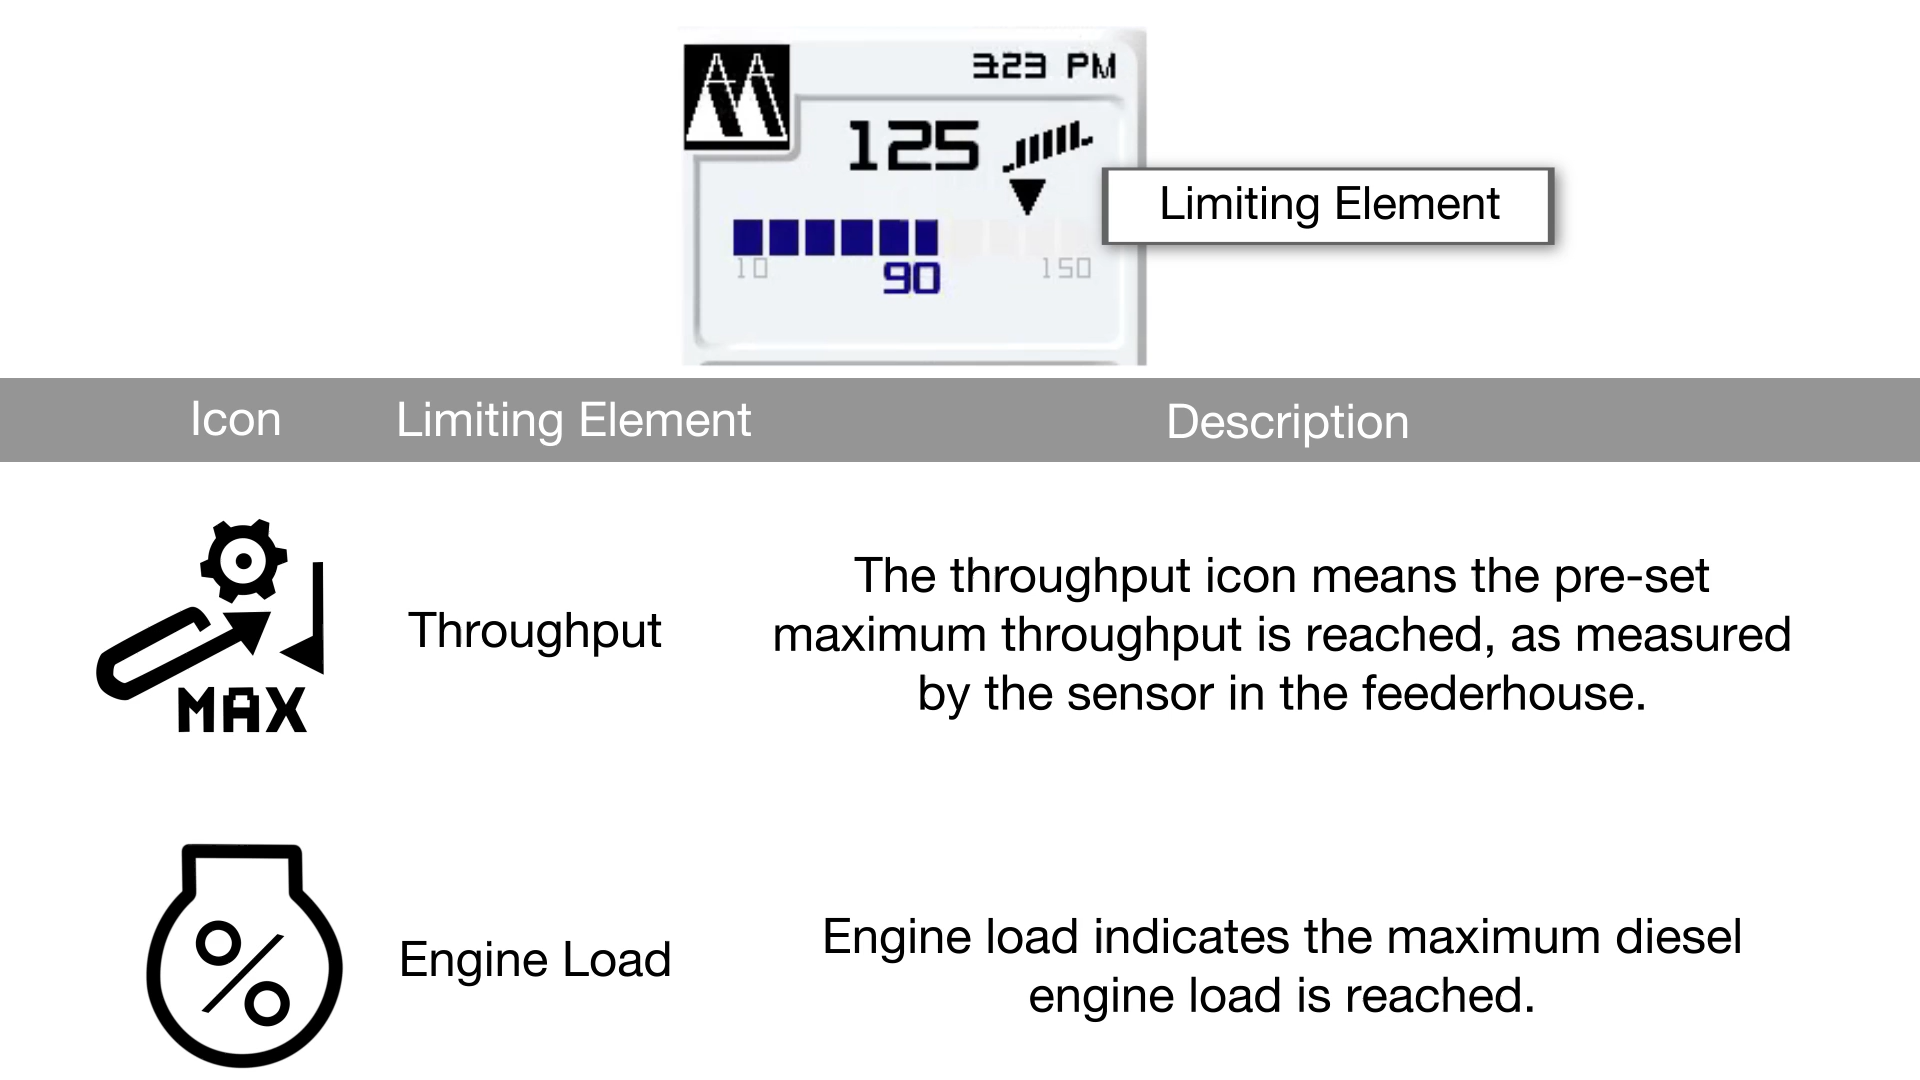 3:23 PM
125
Limiting Element
10
90
150
Icon
Limiting Element
Description
Throughput
The throughput icon means the pre-set
maximum throughput is reached, as measured
by the sensor in the feederhouse.
MAX
%
Engine Load
Engine load indicates the maximum diesel
engine load is reached.